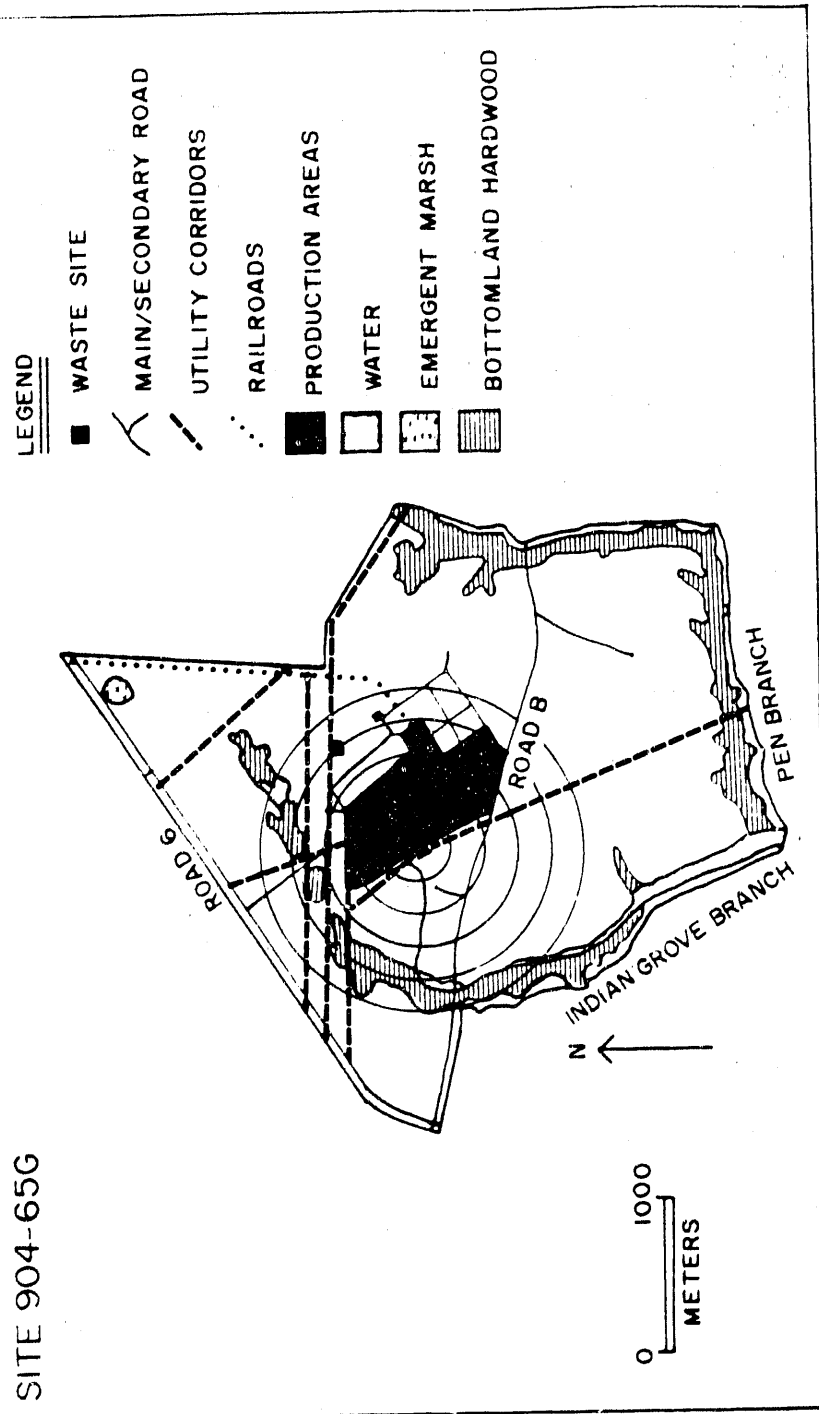 SITE 904-65G
LEGEND
WASTE SITE
MAIN/SECONDARY ROAD
UTILITY CORRIDORS
RAILROADS
PRODUCTION AREAS
WATER
EMERGENT MARSH
BOTTOMLAND HARDWOOD
ROAD 6
ROAD B
PEN BRANCH
INDIAN GROVE BRANCH
N
0 1000
METERS